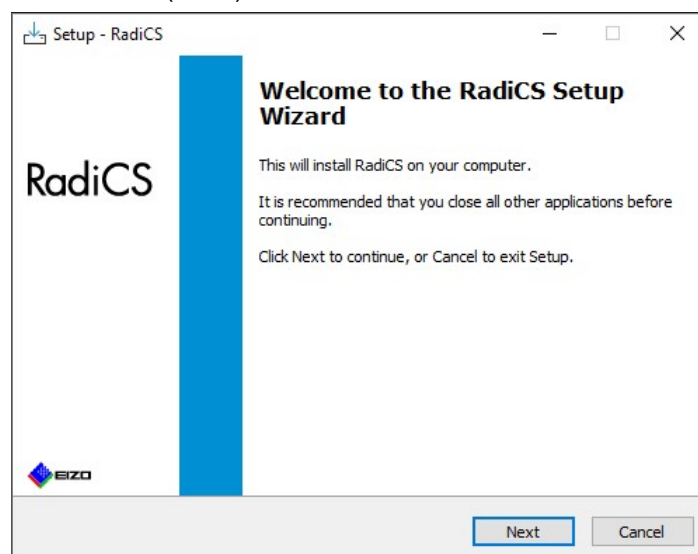 Setup - RadiCS
Welcome to the RadiCS Setup
Wizard
RadiCS
This will install RadiCS on your computer.
It is recommended that you close all other applications before
continuing.
Click Next to continue, or Cancel to exit Setup.
EIZO
Next
Cancel